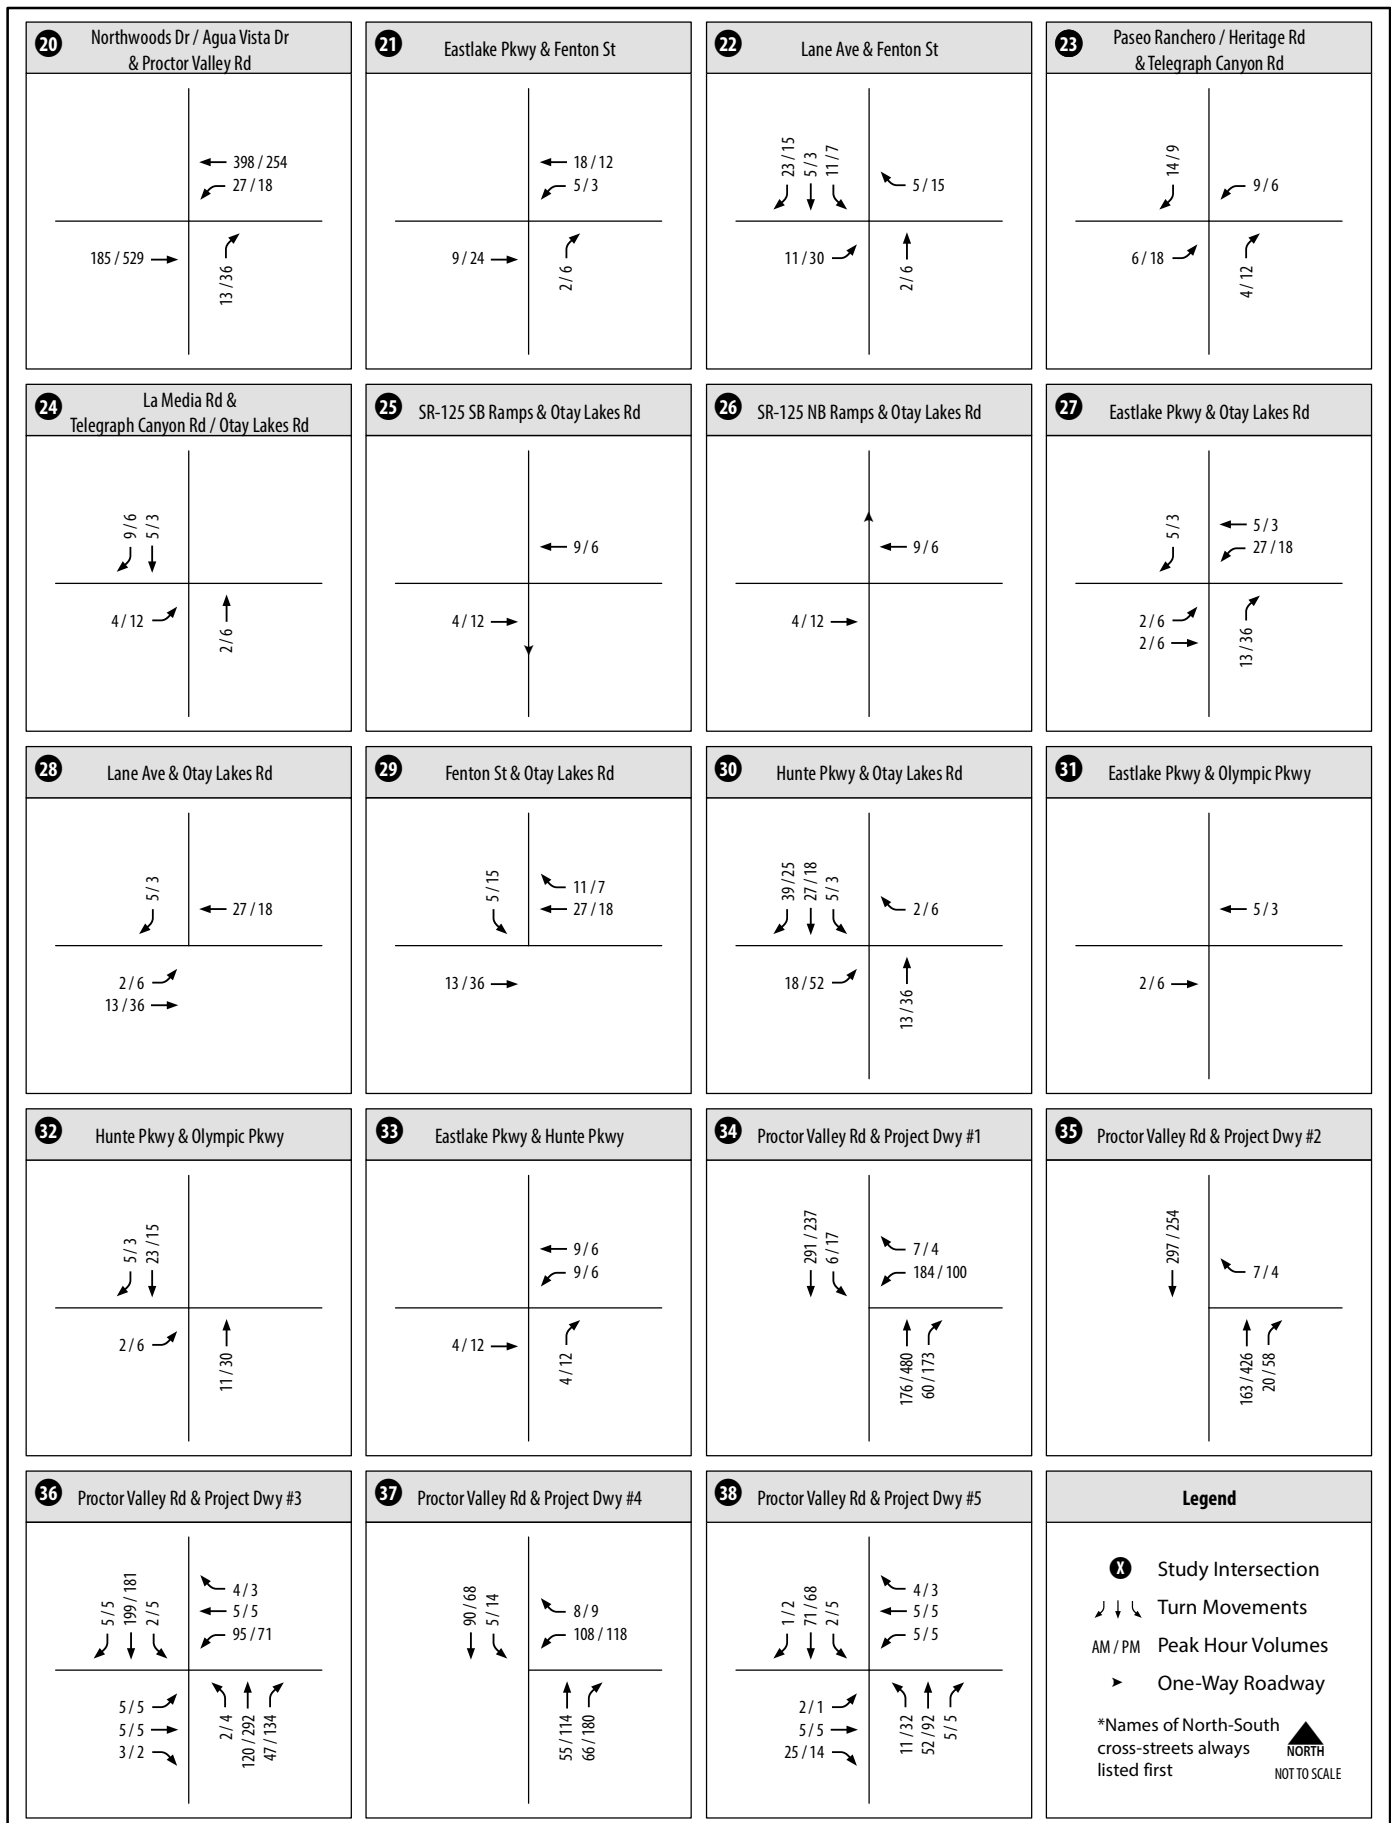 20
Northwoods Dr / Agua Vista Dr
& Proctor Valley Rd
398 / 254
27 / 18
185 / 529
13 / 36
21
Eastlake Pkwy & Fenton St
18 / 12
5 / 3
9 / 24
2 / 6
22
Lane Ave & Fenton St
23 / 15
5 / 3
11 / 7
5 / 15
11 / 30
2 / 6
23
Paseo Ranchero / Heritage Rd
& Telegraph Canyon Rd
14 / 9
9 / 6
6 / 18
4 / 12
24
La Media Rd &
Telegraph Canyon Rd / Otay Lakes Rd
9 / 6
5 / 3
4 / 12
2 / 6
25
SR-125 SB Ramps & Otay Lakes Rd
9 / 6
4 / 12
26
SR-125 NB Ramps & Otay Lakes Rd
9 / 6
4 / 12
27
Eastlake Pkwy & Otay Lakes Rd
5 / 3
5 / 3
27 / 18
2 / 6
2 / 6
13 / 36
28
Lane Ave & Otay Lakes Rd
5 / 3
27 / 18
2 / 6
13 / 36
29
Fenton St & Otay Lakes Rd
5 / 15
11 / 7
27 / 18
13 / 36
30
Hunte Pkwy & Otay Lakes Rd
39 / 25
27 / 18
5 / 3
2 / 6
18 / 52
13 / 36
31
Eastlake Pkwy & Olympic Pkwy
5 / 3
2 / 6
32
Hunte Pkwy & Olympic Pkwy
5 / 3
23 / 15
2 / 6
11 / 30
33
Eastlake Pkwy & Hunte Pkwy
9 / 6
9 / 6
4 / 12
4 / 12
34
Proctor Valley Rd & Project Dwy #1
291 / 237
6 / 17
7 / 4
184 / 100
176 / 480
60 / 173
35
Proctor Valley Rd & Project Dwy #2
297 / 254
7 / 4
163 / 426
20 / 58
36
Proctor Valley Rd & Project Dwy #3
5 / 5
199 / 181
2 / 5
4 / 3
5 / 5
95 / 71
5 / 5
5 / 5
3 / 2
2 / 4
120 / 292
47 / 134
37
Proctor Valley Rd & Project Dwy #4
90 / 68
5 / 14
8 / 9
108 / 118
55 / 114
66 / 180
38
Proctor Valley Rd & Project Dwy #5
1 / 2
71 / 68
2 / 5
4 / 3
5 / 5
5 / 5
2 / 1
5 / 5
25 / 14
11 / 32
52 / 92
5 / 5
Legend
X Study Intersection
Turn Movements
AM / PM Peak Hour Volumes
One-Way Roadway
*Names of North-South
cross-streets always
listed first
NORTH
NOT TO SCALE